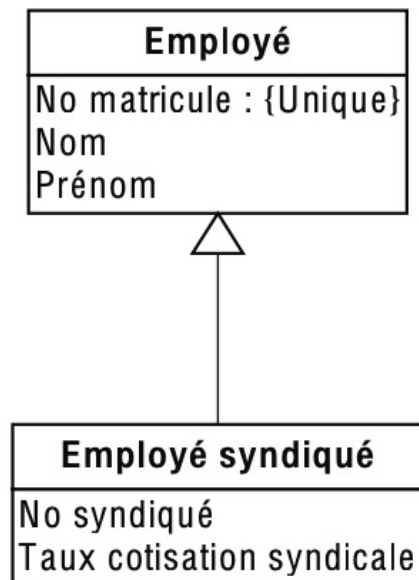 Employé
No matricule : {Unique}
Nom
Prénom
Employé syndiqué
No syndiqué
Taux cotisation syndicale